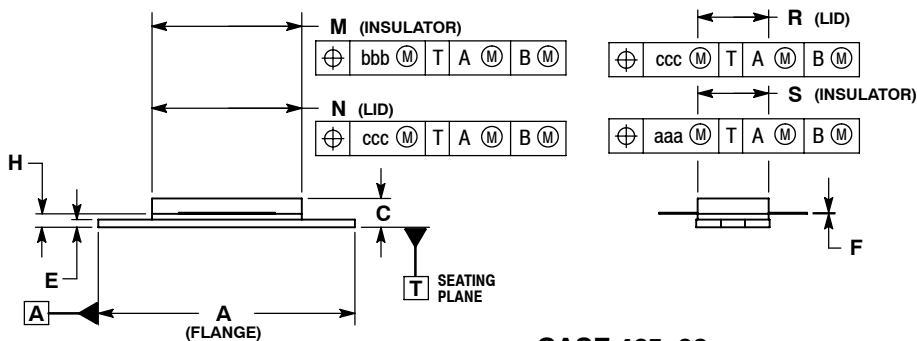 M (INSULATOR)
⌖ bbb Ⓜ T A Ⓜ B Ⓜ
N (LID)
⌖ ccc Ⓜ T A Ⓜ B Ⓜ
R (LID)
⌖ ccc Ⓜ T A Ⓜ B Ⓜ
S (INSULATOR)
⌖ aaa Ⓜ T A Ⓜ B Ⓜ
H
C
E
F
A
A
(FLANGE)
T
SEATING
PLANE